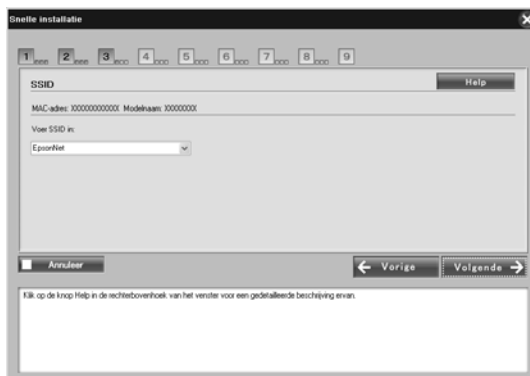 Snelle installatie
1 2 3 4 5 6 7 8 9
SSID
Help
MAC-adres: XXXXXXXXXXXX Modelnaam: XXXXXXXX
Voer SSID in:
EpsonNet
Annuleer
Vorige
Volgende
Klik op de knop Help in de rechterbovenhoek van het venster voor een gedetailleerde beschrijving ervan.